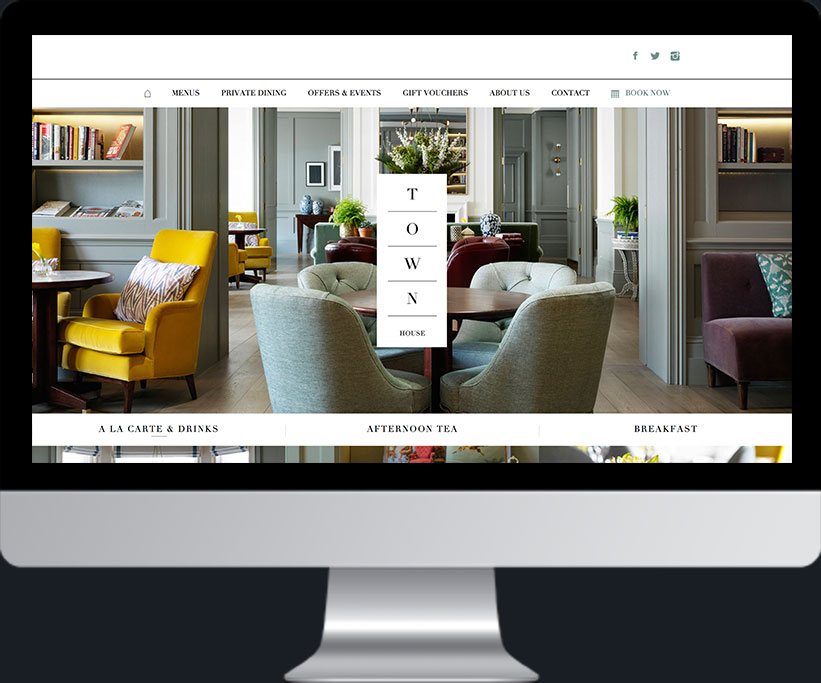 MENUS PRIVATE DINING OFFERS & EVENTS GIFT VOUCHERS ABOUT US CONTACT BOOK NOW
T
O
W
N
HOUSE
A LA CARTE & DRINKS AFTERNOON TEA BREAKFAST